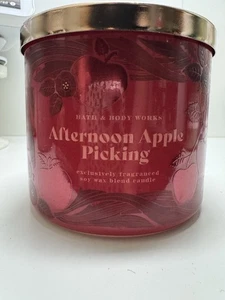 BATH & BODY WORKS
Afternoon Apple
Picking
exclusively fragranced
soy wax blend candle